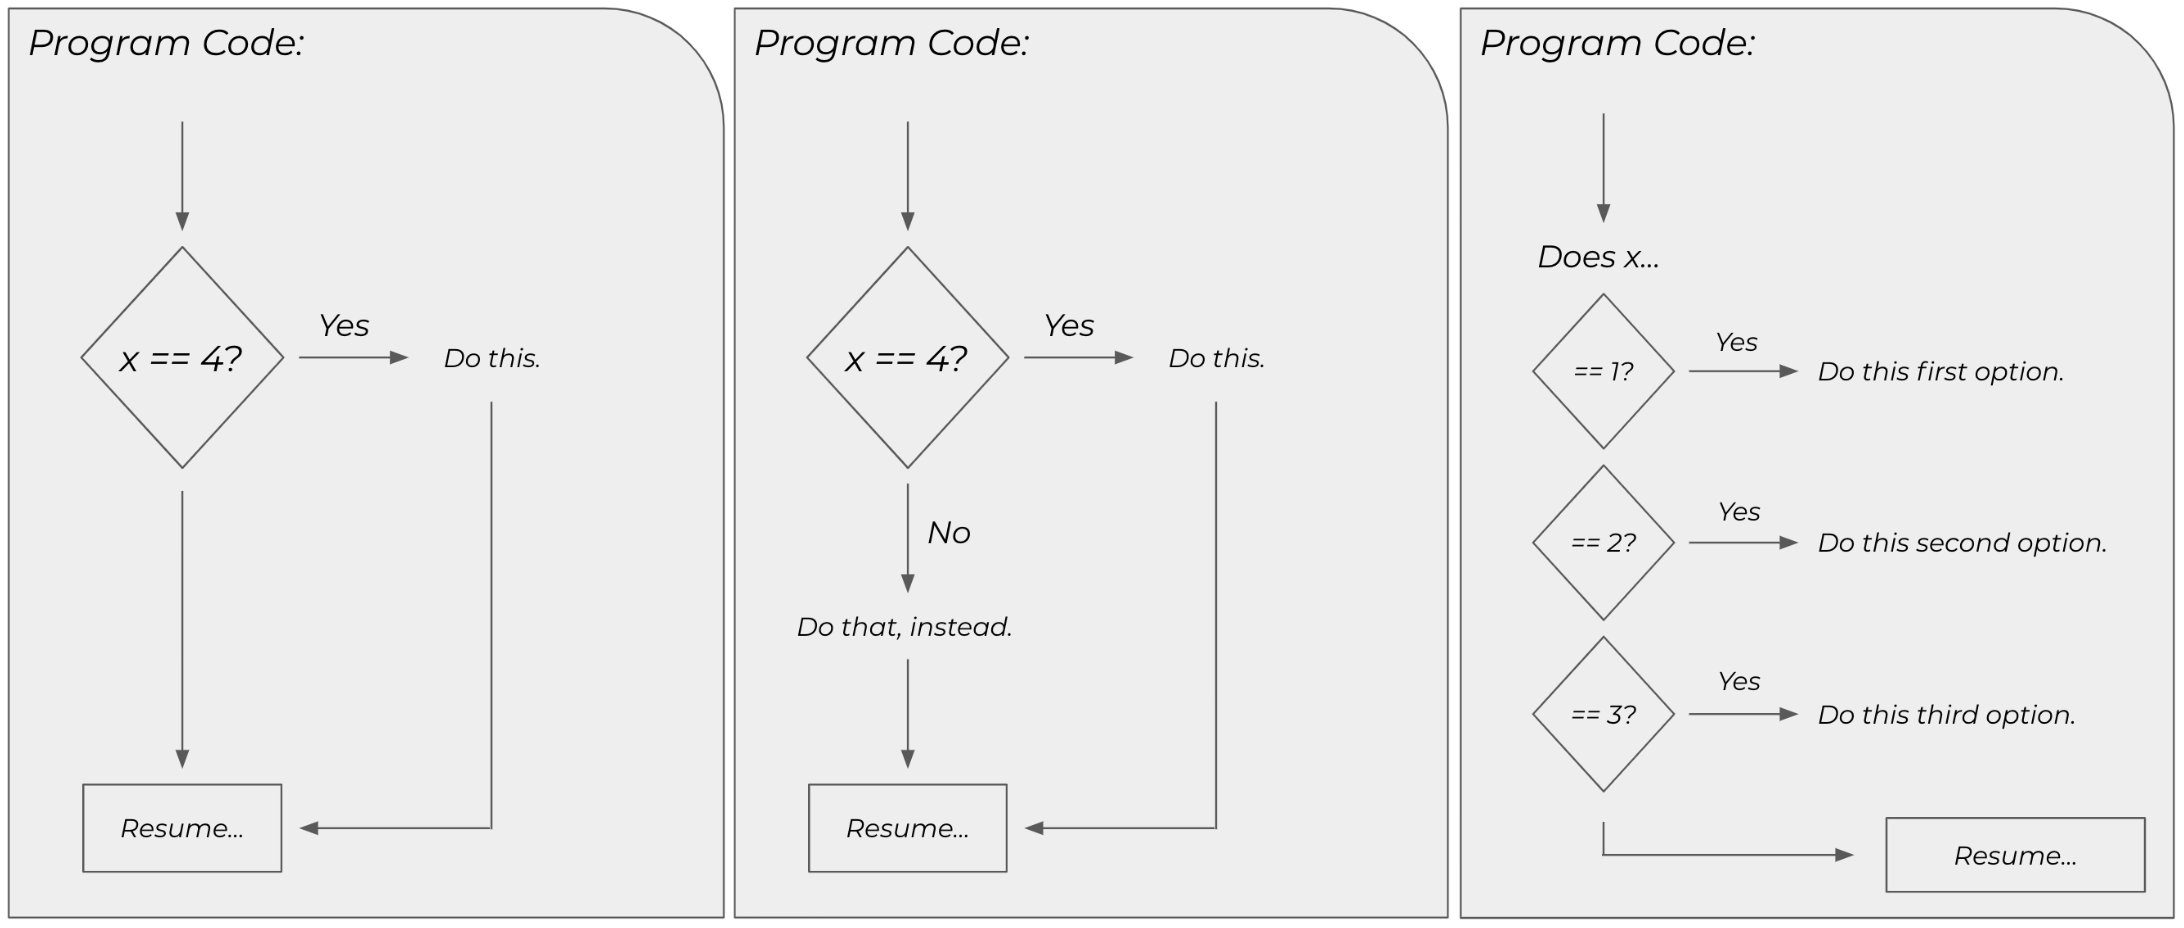 Program Code:
x == 4?
Yes
Do this.
Resume...
Program Code:
x == 4?
Yes
Do this.
No
Do that, instead.
Resume...
Program Code:
Does x...
== 1?
Yes
Do this first option.
== 2?
Yes
Do this second option.
== 3?
Yes
Do this third option.
Resume...